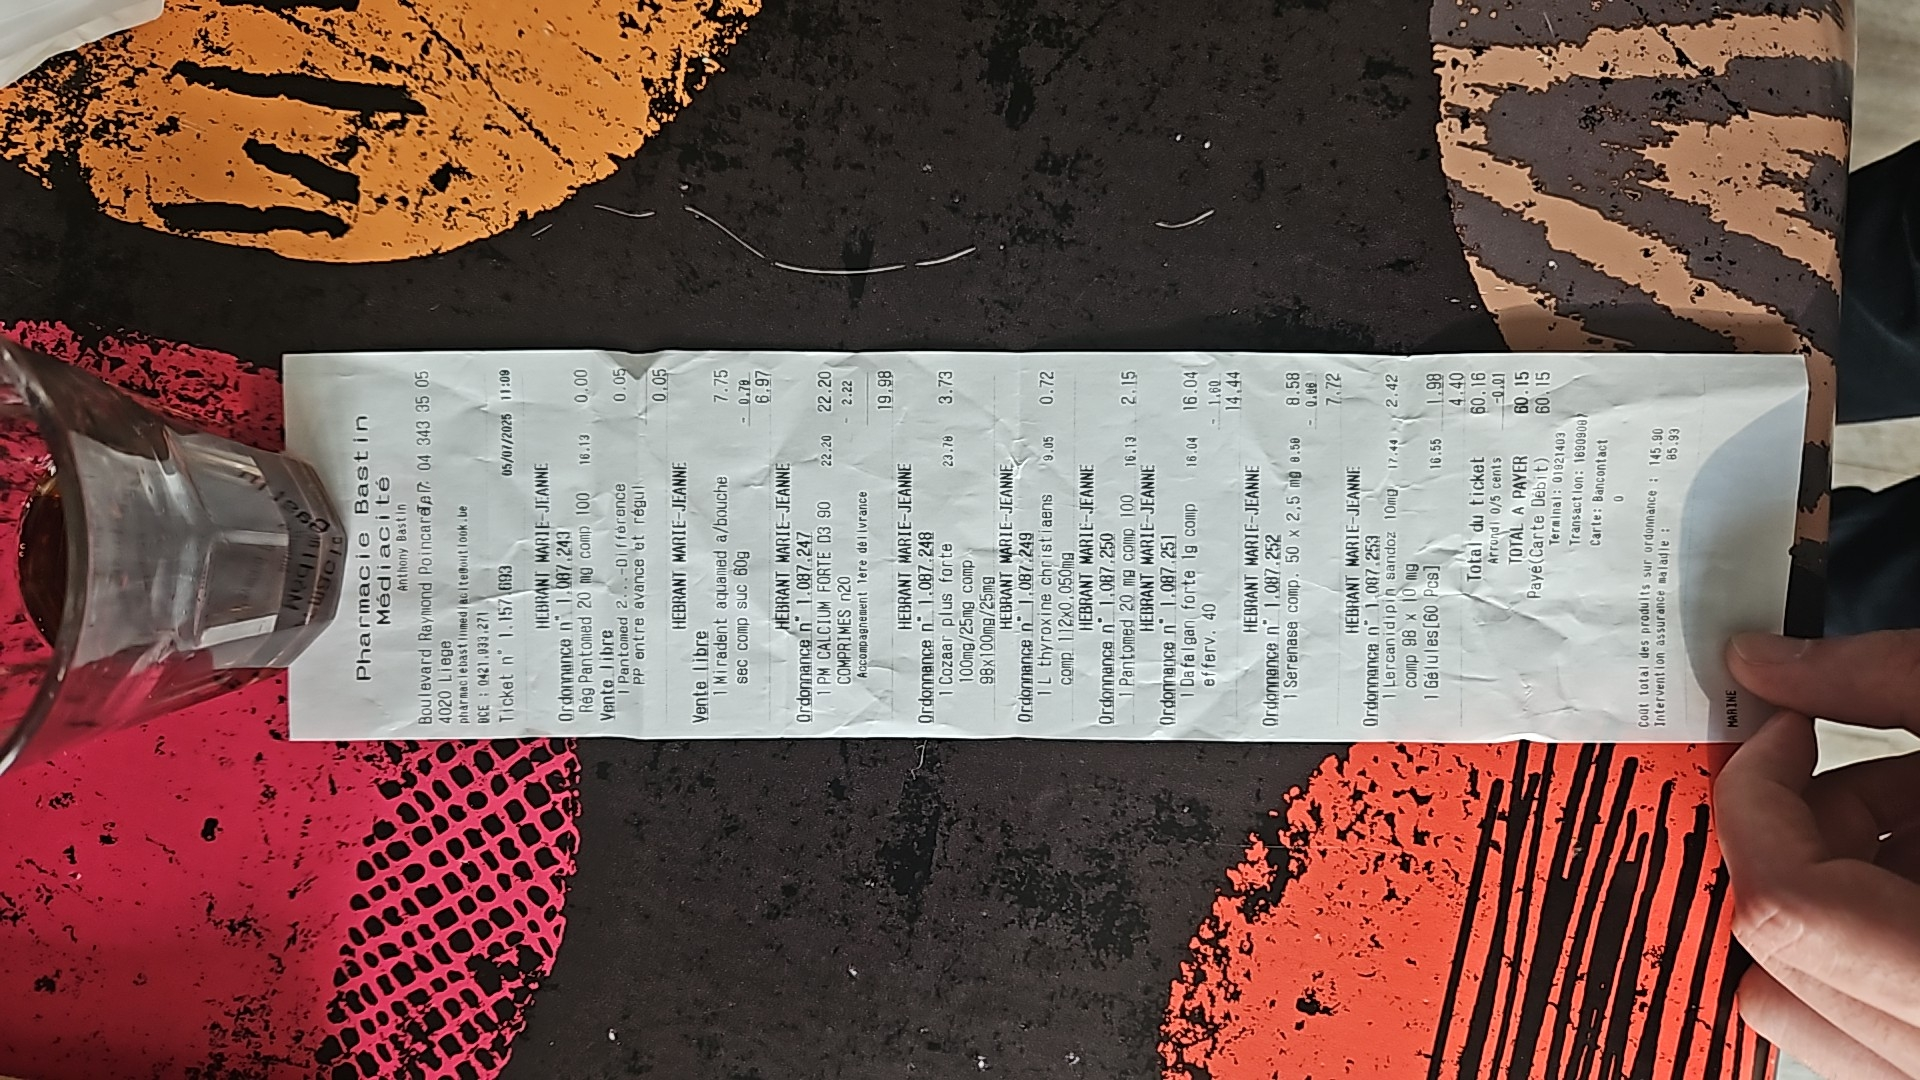 Pharmacie Bastin
Médiacité
Anthony Bastin
Boulevard Raymond Poincaré, 7. 04 343 35 05
4020 Liege
pharmaciebastinmediacite@outlook.be
BCE : 0421.933.271
Ticket n° 1.157.693 05/07/2025 11:09
HEBRANT MARIE-JEANNE
Ordonnance n° 1.087.243
Rég Pantomed 20 mg comp 100 16.13 0.00
Vente libre
1 Pantomed 2...-Différence 0.05
PP entre avance et régul
0.05
HEBRANT MARIE-JEANNE
Vente libre
1 Miradent aquamed a/bouche 7.75
sec comp suc 60g - 0.78
6.97
HEBRANT MARIE-JEANNE
Ordonnance n° 1.087.247
1 PM CALCIUM FORTE D3 90 22.20 22.20
COMPRIMES n20 - 2.22
Accompagnement 1ere délivrance
19.98
HEBRANT MARIE-JEANNE
Ordonnance n° 1.087.248
1 Cozaar plus forte 23.78 3.73
100mg/25mg comp.
98x100mg/25mg
HEBRANT MARIE-JEANNE
Ordonnance n° 1.087.249
1 L thyroxine christiaens 9.05 0.72
comp 112x0.050mg
HEBRANT MARIE-JEANNE
Ordonnance n° 1.087.250
1 Pantomed 20 mg comp 100 16.13 2.15
HEBRANT MARIE-JEANNE
Ordonnance n° 1.087.251
1 Dafalgan forte 1g comp 16.04 16.04
efferv. 40 - 1.60
14.44
HEBRANT MARIE-JEANNE
Ordonnance n° 1.087.252
1 Serenase comp. 50 x 2,5 mg 8.58 8.58
- 0.86
7.72
HEBRANT MARIE-JEANNE
Ordonnance n° 1.087.253
1 Lercanidipin sandoz 10mg 17.44 2.42
comp 98 x 10 mg
1 Gélules[60 Pcs] 16.55 1.98
4.40
Total du ticket 60.16
Arrondi 0/5 cents -0.01
TOTAL A PAYER 60.15
Payé(Carte Débit) 60.15
Terminal: 01921403
Transaction:
Carte: Bancontact
0
Coût total des produits sur ordonnance : 145.90
Intervention assurance maladie : 85.93
MARINE